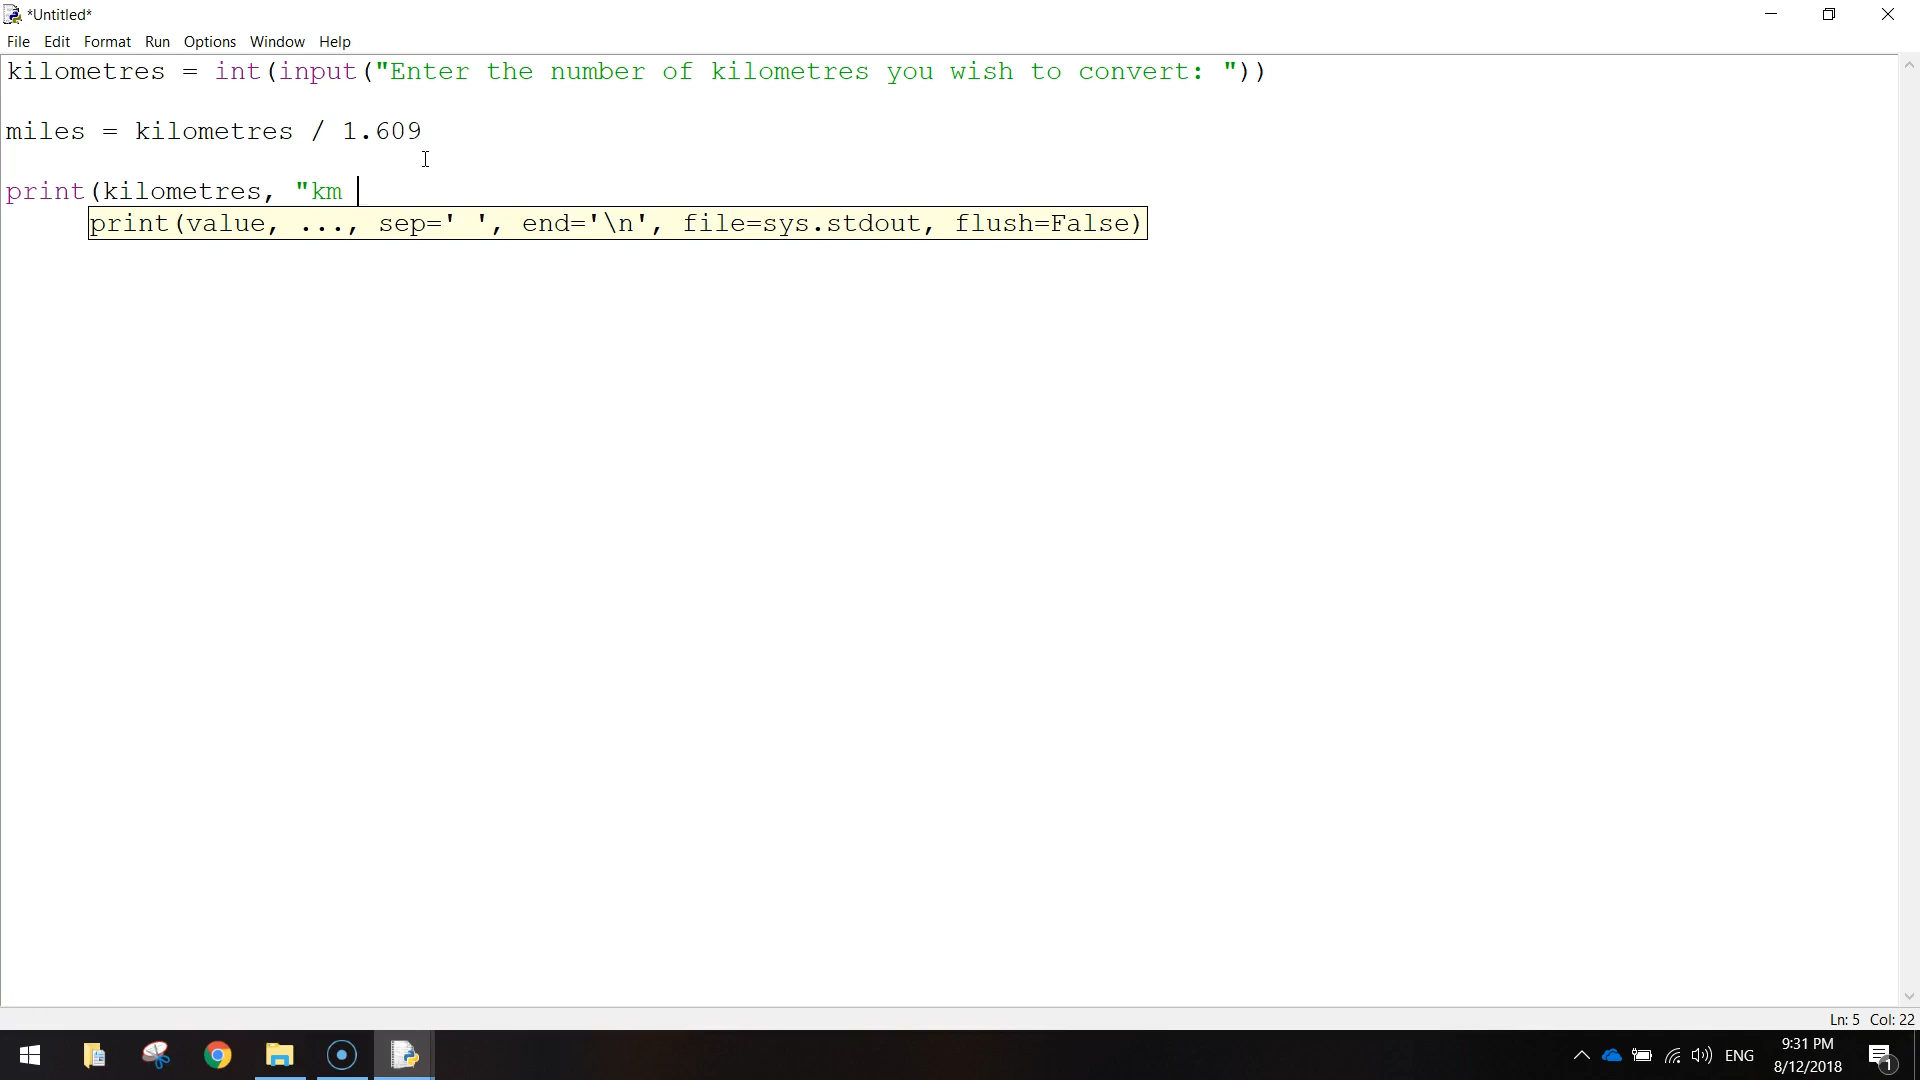 *Untitled*
File Edit Format Run Options Window Help
kilometres = int(input("Enter the number of kilometres you wish to convert: "))
miles = kilometres / 1.609
print(kilometres, "km
print(value, ..., sep=' ', end='\n', file=sys.stdout, flush=False)
Ln: 5 Col: 22
ENG
9:31 PM
8/12/2018
1